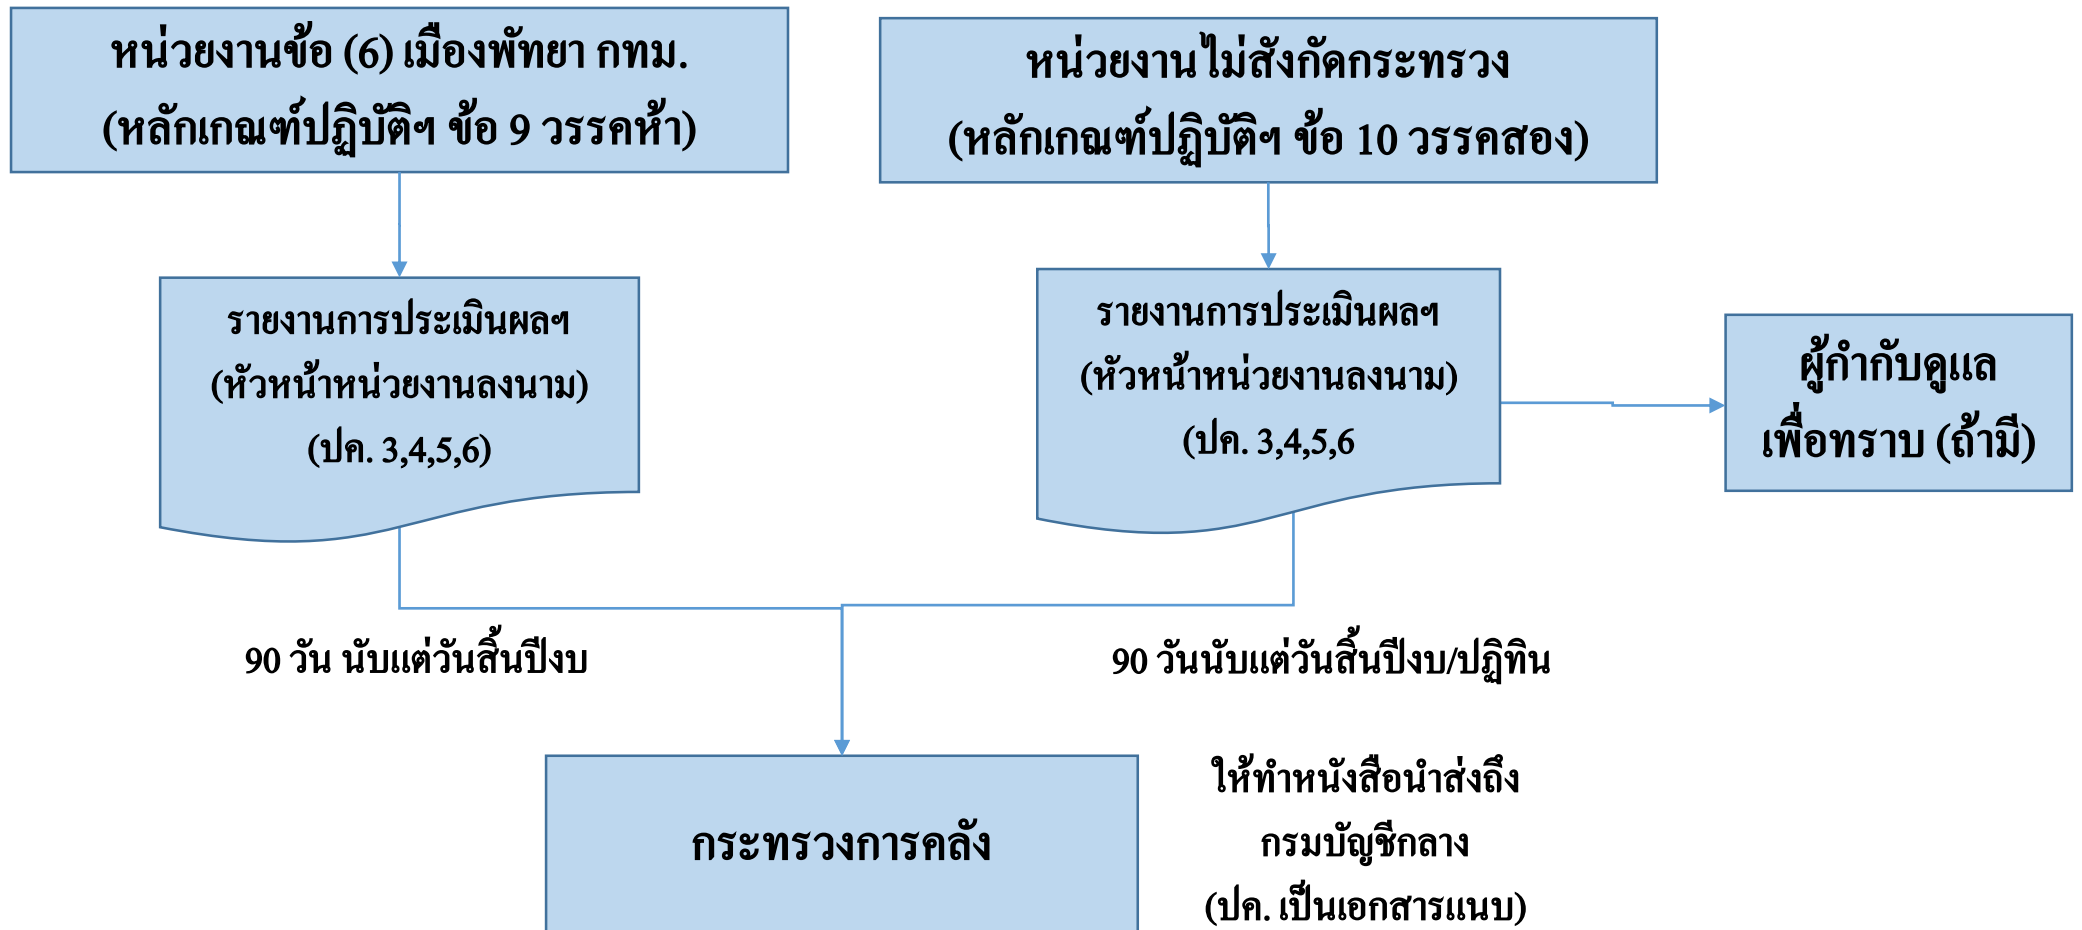 หน่วยงานข้อ (6) เมืองพัทยา กทม.
(หลักเกณฑ์ปฏิบัติฯ ข้อ 9 วรรคห้า)
หน่วยงานไม่สังกัดกระทรวง
(หลักเกณฑ์ปฏิบัติฯ ข้อ 10 วรรคสอง)
รายงานการประเมินผลฯ
(หัวหน้าหน่วยงานลงนาม)
(ปค. 3,4,5,6)
รายงานการประเมินผลฯ
(หัวหน้าหน่วยงานลงนาม)
(ปค. 3,4,5,6
ผู้กำกับดูแล
เพื่อทราบ (ถ้ามี)
90 วัน นับแต่วันสิ้นปีงบ
90 วันนับแต่วันสิ้นปีงบ/ปฏิทิน
กระทรวงการคลัง
ให้ทำหนังสือนำส่งถึง
กรมบัญชีกลาง
(ปค. เป็นเอกสารแนบ)